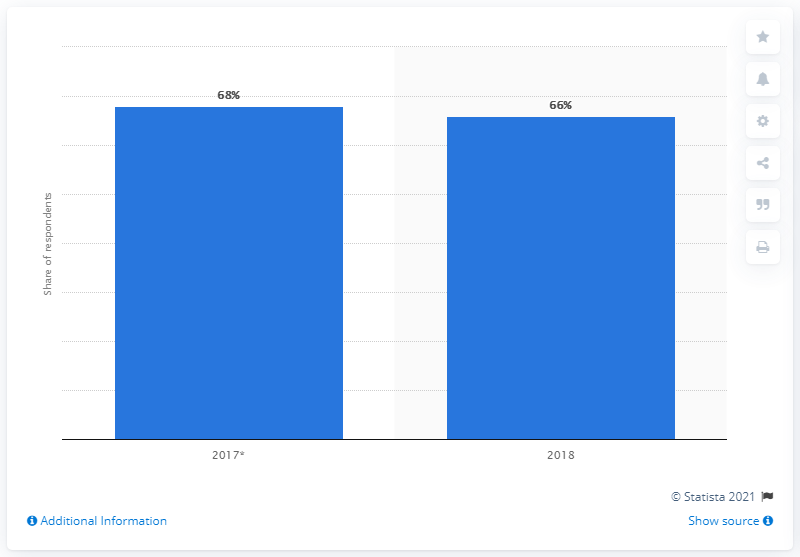 68%
66%
Share of respondents
2017*
2018
© Statista 2021
Additional Information
Show source